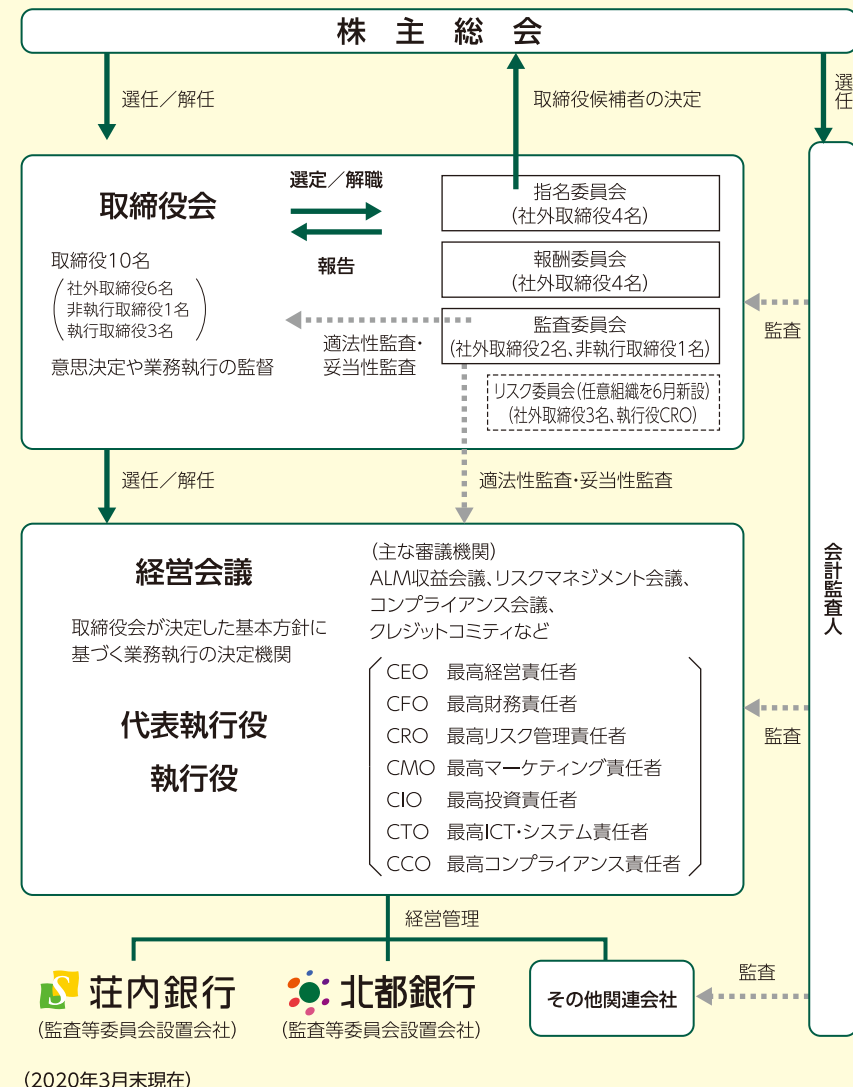 株主総会
選任／解任
取締役候補者の決定
選任
取締役会
選定／解職
報告
指名委員会
(社外取締役4名)
報酬委員会
(社外取締役4名)
監査委員会
(社外取締役2名、非執行取締役1名)
リスク委員会(任意組織を6月新設)
(社外取締役3名、執行役CRO)
取締役10名
(社外取締役6名
非執行取締役1名
執行取締役3名)
意思決定や業務執行の監督
適法性監査・
妥当性監査
監査
選任／解任
適法性監査・妥当性監査
会計監査人
経営会議
取締役会が決定した基本方針に
基づく業務執行の決定機関
(主な審議機関)
ALM収益会議、リスクマネジメント会議、
コンプライアンス会議、
クレジットコミティなど
代表執行役
執行役
CEO 最高経営責任者
CFO 最高財務責任者
CRO 最高リスク管理責任者
CMO 最高マーケティング責任者
CIO 最高投資責任者
CTO 最高ICT・システム責任者
CCO 最高コンプライアンス責任者
監査
経営管理
S 荘内銀行
(監査等委員会設置会社)
北都銀行
(監査等委員会設置会社)
その他関連会社
監査
(2020年3月末現在)